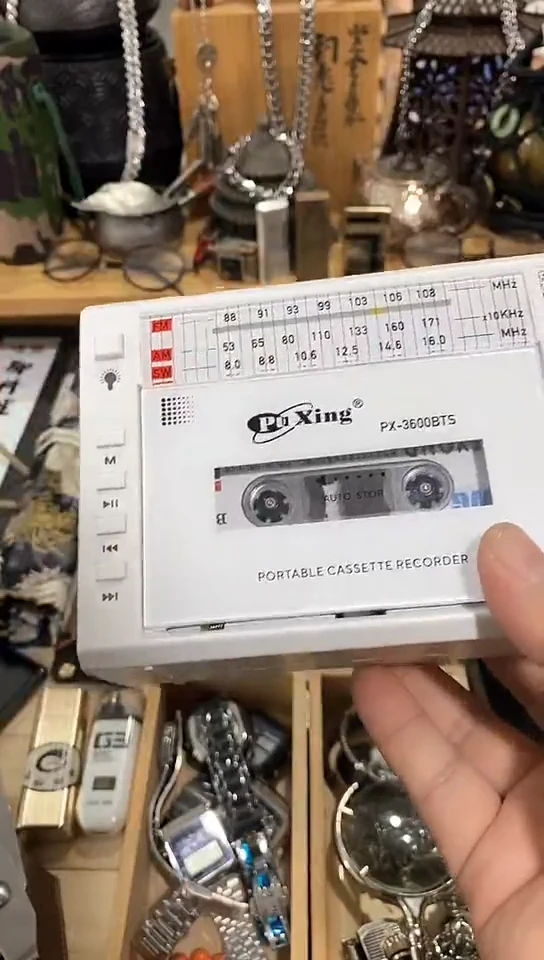 MHz
88 91 93 99 103 106 108
FM
x10KHz
53 65 80 110 133 160 171
AM
MHz
8.0 8.8 10.6 12.5 14.6 16.0
SW
PuXing®
PX-3600BTS
AUTO STOP
B
M
PORTABLE CASSETTE RECORDER